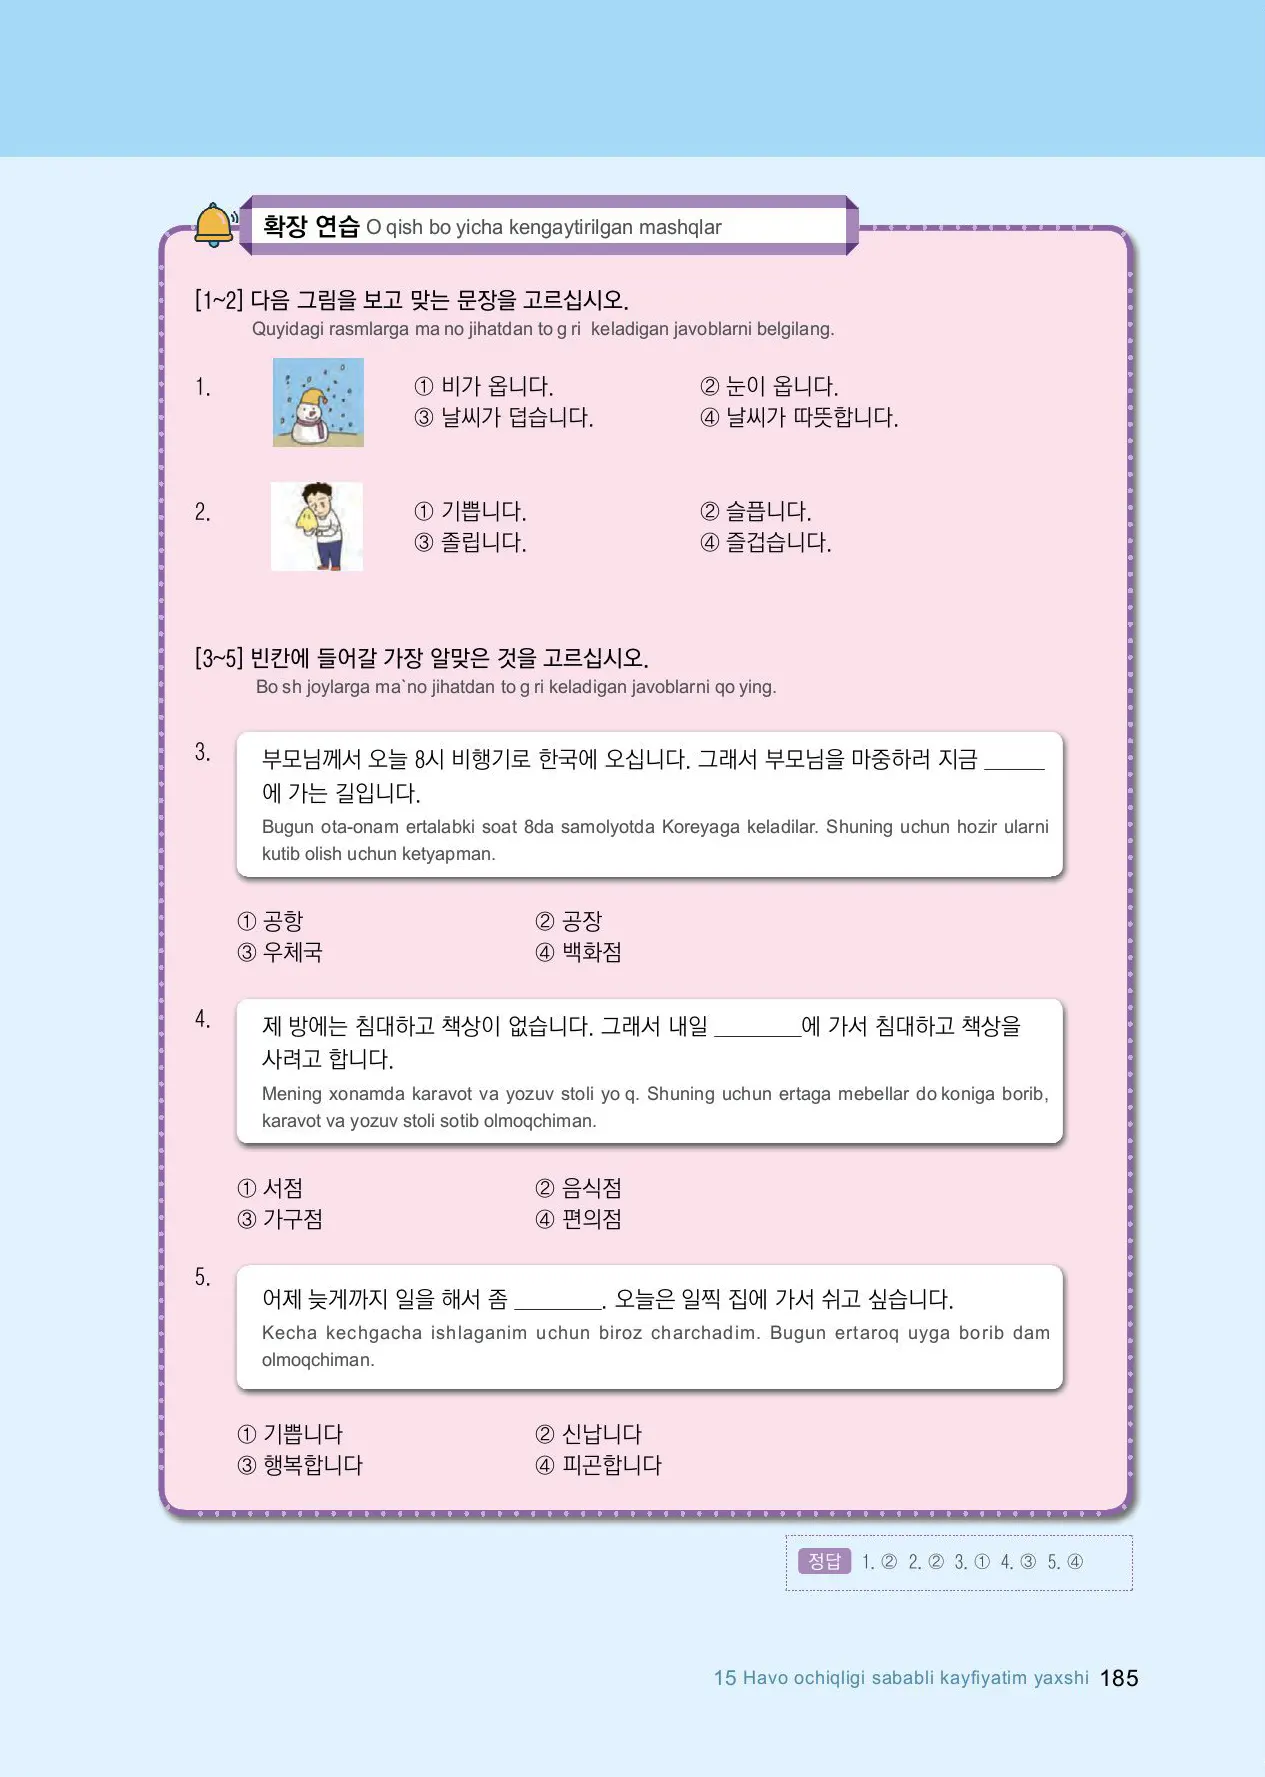 확장 연습 O qish bo yicha kengaytirilgan mashqlar
[1~2] 다음 그림을 보고 맞는 문장을 고르십시오.
Quyidagi rasmlarga ma no jihatdan to g ri keladigan javoblarni belgilang.
1.
① 비가 옵니다. ② 눈이 옵니다.
③ 날씨가 덥습니다. ④ 날씨가 따뜻합니다.
2.
① 기쁩니다. ② 슬픕니다.
③ 졸립니다. ④ 즐겁습니다.
[3~5] 빈칸에 들어갈 가장 알맞은 것을 고르십시오.
Bo sh joylarga ma`no jihatdan to g ri keladigan javoblarni qo ying.
3.
부모님께서 오늘 8시 비행기로 한국에 오십니다. 그래서 부모님을 마중하러 지금 ______
에 가는 길입니다.
Bugun ota-onam ertalabki soat 8da samolyotda Koreyaga keladilar. Shuning uchun hozir ularni
kutib olish uchun ketyapman.
① 공항 ② 공장
③ 우체국 ④ 백화점
4.
제 방에는 침대하고 책상이 없습니다. 그래서 내일 ________에 가서 침대하고 책상을
사려고 합니다.
Mening xonamda karavot va yozuv stoli yo q. Shuning uchun ertaga mebellar do koniga borib,
karavot va yozuv stoli sotib olmoqchiman.
① 서점 ② 음식점
③ 가구점 ④ 편의점
5.
어제 늦게까지 일을 해서 좀 ________. 오늘은 일찍 집에 가서 쉬고 싶습니다.
Kecha kechgacha ishlaganim uchun biroz charchadim. Bugun ertaroq uyga borib dam
olmoqchiman.
① 기쁩니다 ② 신납니다
③ 행복합니다 ④ 피곤합니다
정답 1. ② 2. ② 3. ① 4. ③ 5. ④
15 Havo ochiqligi sababli kayfiyatim yaxshi 185